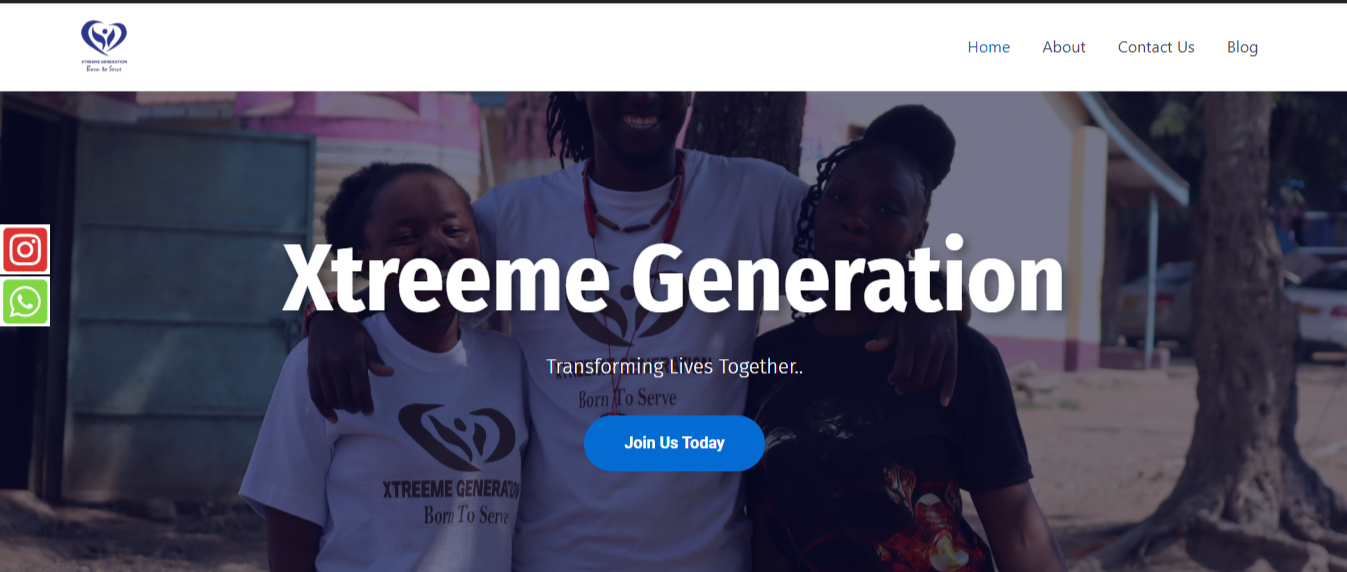 XTREEME GENERATION
Born to Serve
Home About Contact Us Blog
Xtreeme Generation
Transforming Lives Together..
Born To Serve
Join Us Today
XTREEME GENERATION
Born To Serve